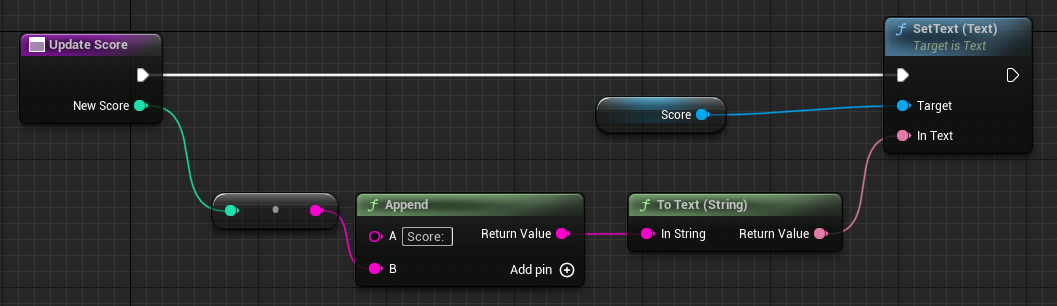 Update Score
New Score
Score
f SetText (Text)
Target is Text
Target
In Text
f Append
A Score:
Return Value
B
Add pin
f To Text (String)
In String
Return Value